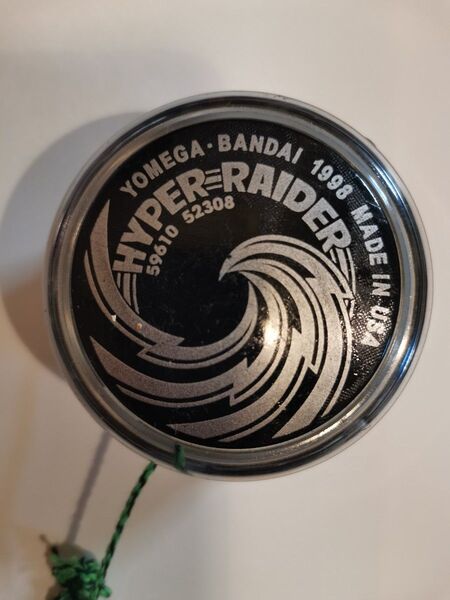 YOMEGA·BANDAI 1998 MADE IN USA
HYPER RAIDER
59610 52308